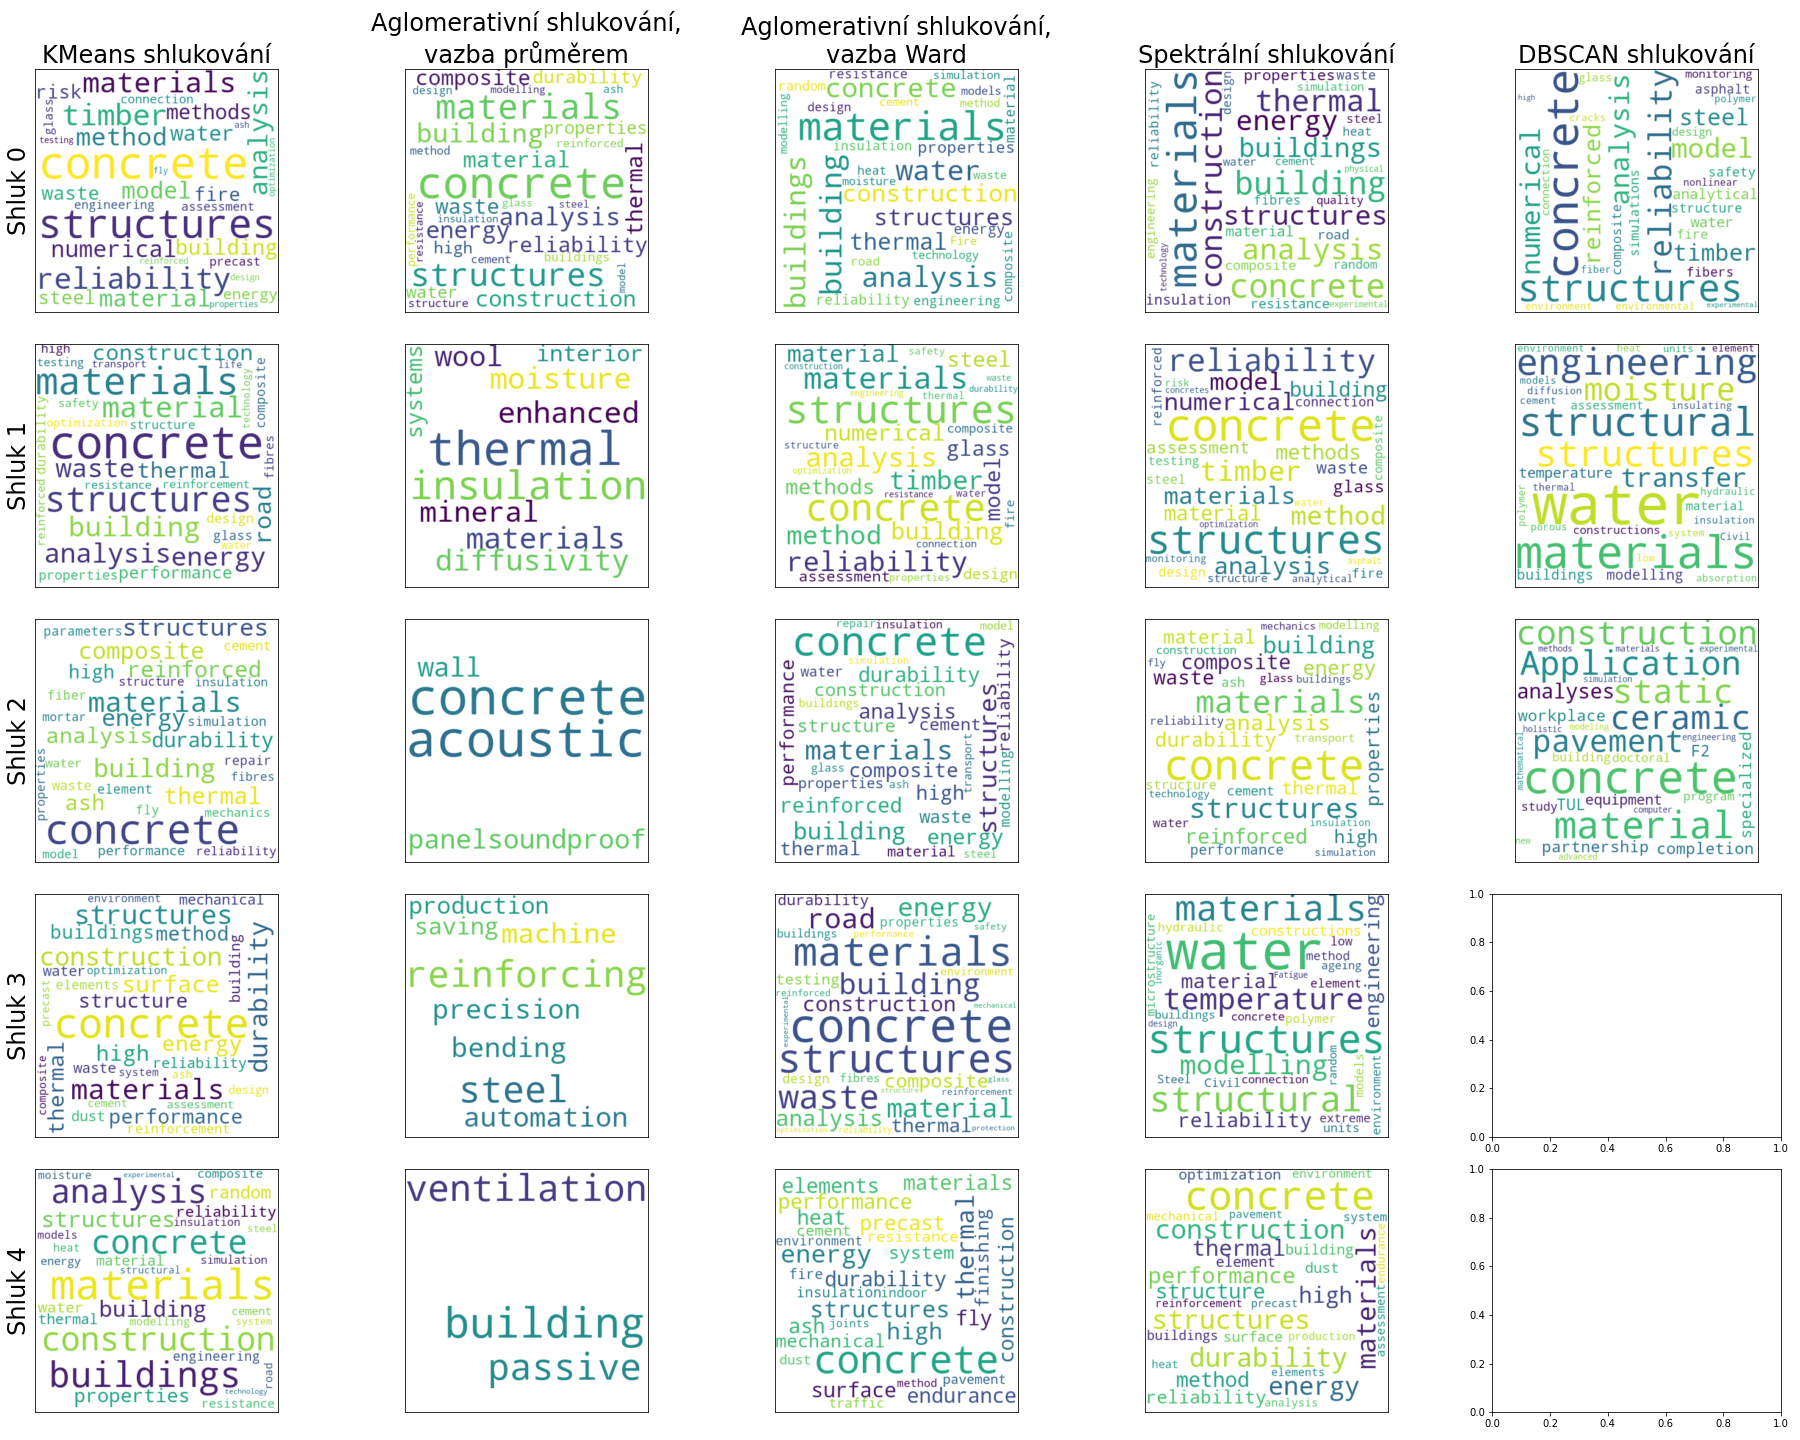 KMeans shlukování
Aglomerativní shlukování,
vazba průměrem
Aglomerativní shlukování,
vazba Ward
Spektrální shlukování
DBSCAN shlukování
Shluk 0
materials
risk
connection
analysis
glass
timber
methods
testing
method
water
ash
concrete
fly
optimization
waste
model
fire
engineering
assessment
structures
numerical
building
reinforced
precast
reliability
design
steel
material
energy
properties
composite
durability
design
modelling
ash
materials
building
properties
reinforced
method
material
thermal
concrete
performance
resistance
waste
glass
steel
insulation
analysis
energy
high
reliability
cement
buildings
structures
model
water
structure
construction
resistance
simulation
random
concrete
models
design
cement
method
material
modelling
materials
insulation
properties
buildings
building
heat
water
moisture
waste
construction
structures
energy
thermal
Fire
composite
road
technology
analysis
reliability
engineering
materials
construction
design
properties
waste
simulation
thermal
reliability
energy
steel
heat
buildings
water
cement
physical
building
fibres
quality
structures
engineering
material
road
analysis
technology
composite
random
concrete
insulation
resistance
experimental
high
concrete
glass
analysis
reliability
monitoring
asphalt
polymer
cracks
steel
design
numerical
connection
reinforced
model
safety
nonlinear
analytical
simulations
composite
structure
water
fire
timber
fiber
fibers
structures
environment
environmental
experimental
Shluk 1
high
construction
testing
transport
life
materials
technology
composite
safety
material
durability
optimization
structure
concrete
fibres
waste
thermal
resistance
reinforcement
reinforced
structures
road
building
design
glass
water
analysis
energy
properties
performance
systems
wool
interior
moisture
enhanced
thermal
insulation
mineral
materials
diffusivity
material
safety
steel
construction
materials
waste
durability
engineering
thermal
structures
numerical
composite
structure
analysis
glass
optimization
timber
model
methods
resistance
water
concrete
fire
method
building
connection
reliability
assessment
properties
design
reinforced
reliability
risk
model
building
concretes
numerical
connection
concrete
composite
assessment
methods
testing
timber
waste
steel
glass
materials
water
material
method
optimization
structures
monitoring
analysis
asphalt
design
structure
analytical
fire
environment
heat
units
element
engineering
models
diffusion
moisture
cement
assessment
insulating
structural
structures
temperature
transfer
thermal
water
hydraulic
polymer
material
porous
insulation
constructions
system
Civil
materials
low
buildings
modelling
absorption
Shluk 2
parameters
structures
composite
cement
high
reinforced
structure
insulation
fiber
materials
mortar
energy
simulation
analysis
durability
properties
water
building
repair
fibres
waste
element
thermal
ash
fly
mechanics
concrete
model
performance
reliability
wall
concrete
acoustic
panel
soundproof
repair
insulation
model
concrete
simulation
performance
water
durability
reliability
construction
buildings
analysis
structures
structure
cement
materials
transport
glass
composite
modelling
properties
ash
high
reinforced
waste
building
energy
thermal
material
steel
mechanics
modelling
material
building
construction
fly
composite
energy
waste
ash
glass
buildings
materials
properties
reliability
analysis
durability
transport
concrete
structure
cement
thermal
technology
structures
water
insulation
reinforced
high
performance
simulation
construction
methods
materials
experimental
Application
simulation
analyses
static
workplace
ceramic
holistic
modeling
pavement
engineering
F2
mathematical
building
doctoral
specialized
concrete
study
TUL
equipment
program
computer
material
new
partnership
completion
advanced
Shluk 3
environment
mechanical
structures
buildings
method
construction
building
durability
water
optimization
elements
surface
precast
structure
concrete
energy
high
reliability
composite
thermal
waste
system
ash
materials
design
cement
assessment
dust
performance
reinforcement
production
saving
machine
reinforcing
precision
bending
steel
automation
durability
road
energy
properties
safety
buildings
performance
materials
environment
testing
building
reinforced
construction
mechanical
experimental
concrete
structures
design
fibres
composite
glass
waste
structure
reinforcement
analysis
material
optimization
reliability
thermal
protection
materials
engineering
microstructure
hydraulic
constructions
inorganic
water
low
method
ageing
material
Fatigue
element
temperature
buildings
design
concrete
polymer
structures
modelling
random
models
environment
Steel
Civil
connection
structural
reliability
extreme
units
1.0
0.8
0.6
0.4
0.2
0.0
0.0 0.2 0.4 0.6 0.8 1.0
Shluk 4
moisture
experimental
composite
analysis
random
reliability
structures
insulation
steel
models
concrete
heat
energy
material
simulation
structural
materials
water
building
cement
thermal
modelling
system
construction
engineering
buildings
road
technology
properties
resistance
ventilation
building
passive
elements
materials
performance
heat
thermal
precast
cement
resistance
finishing
environment
energy
system
construction
fire
durability
insulation
indoor
structures
fly
ash
joints
high
mechanical
dust
concrete
surface
method
pavement
endurance
traffic
optimization
environment
concrete
mechanical
pavement
system
construction
endurance
thermal
building
materials
element
performance
dust
structure
high
reinforcement
precast
structures
assessment
buildings
surface
production
durability
heat
method
elements
energy
reliability
analysis
1.0
0.8
0.6
0.4
0.2
0.0
0.0 0.2 0.4 0.6 0.8 1.0